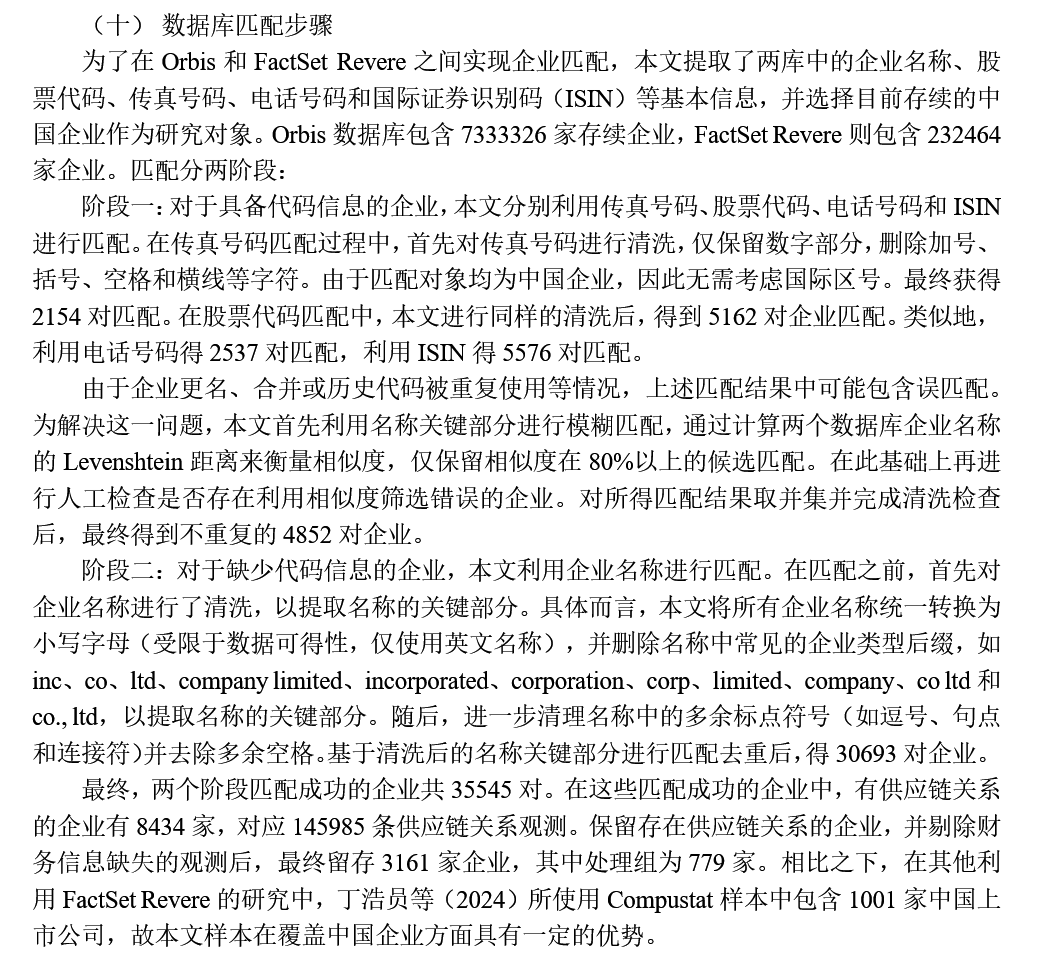 （十） 数据库匹配步骤
为了在 Orbis 和 FactSet Revere 之间实现企业匹配，本文提取了两库中的企业名称、股
票代码、传真号码、电话号码和国际证券识别码（ISIN）等基本信息，并选择目前存续的中
国企业作为研究对象。Orbis 数据库包含 7333326 家存续企业，FactSet Revere 则包含 232464
家企业。匹配分两阶段：
阶段一：对于具备代码信息的企业，本文分别利用传真号码、股票代码、电话号码和 ISIN
进行匹配。在传真号码匹配过程中，首先对传真号码进行清洗，仅保留数字部分，删除加号、
括号、空格和横线等字符。由于匹配对象均为中国企业，因此无需考虑国际区号。最终获得
2154 对匹配。在股票代码匹配中，本文进行同样的清洗后，得到 5162 对企业匹配。类似地，
利用电话号码得 2537 对匹配，利用 ISIN 得 5576 对匹配。
由于企业更名、合并或历史代码被重复使用等情况，上述匹配结果中可能包含误匹配。
为解决这一问题，本文首先利用名称关键部分进行模糊匹配，通过计算两个数据库企业名称
的 Levenshtein 距离来衡量相似度，仅保留相似度在 80%以上的候选匹配。在此基础上再进
行人工检查是否存在利用相似度筛选错误的企业。对所得匹配结果取并集并完成清洗检查
后，最终得到不重复的 4852 对企业。
阶段二：对于缺少代码信息的企业，本文利用企业名称进行匹配。在匹配之前，首先对
企业名称进行了清洗，以提取名称的关键部分。具体而言，本文将所有企业名称统一转换为
小写字母（受限于数据可得性，仅使用英文名称），并删除名称中常见的企业类型后缀，如
inc、co、ltd、company limited、incorporated、corporation、corp、limited、company、co ltd 和
co., ltd，以提取名称的关键部分。随后，进一步清理名称中的多余标点符号（如逗号、句点
和连接符）并去除多余空格。基于清洗后的名称关键部分进行匹配去重后，得 30693 对企业。
最终，两个阶段匹配成功的企业共 35545 对。在这些匹配成功的企业中，有供应链关系
的企业有 8434 家，对应 145985 条供应链关系观测。保留存在供应链关系的企业，并剔除财
务信息缺失的观测后，最终留存 3161 家企业，其中处理组为 779 家。相比之下，在其他利
用 FactSet Revere 的研究中，丁浩员等（2024）所使用 Compustat 样本中包含 1001 家中国上
市公司，故本文样本在覆盖中国企业方面具有一定的优势。